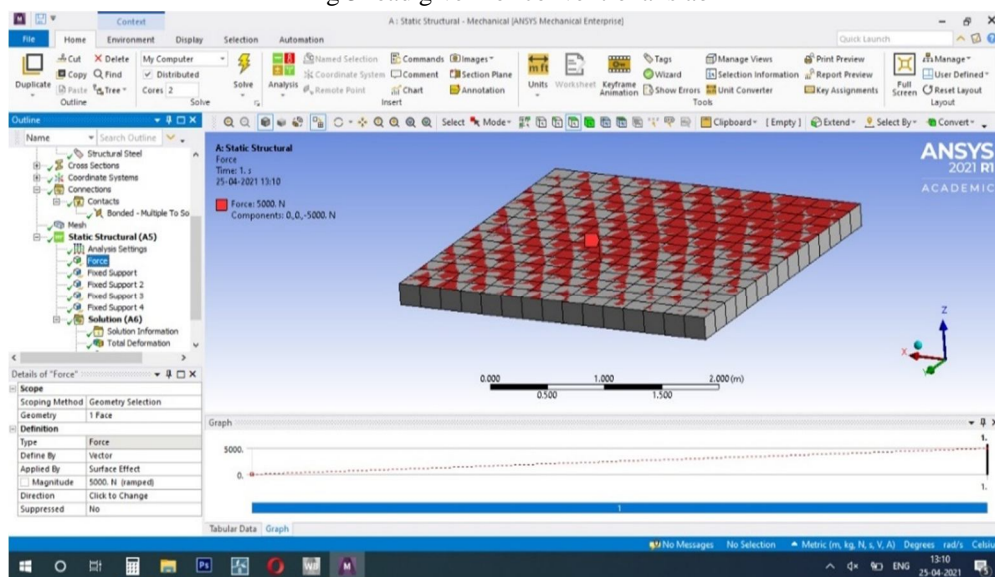 A : Static Structural - Mechanical [ANSYS Mechanical Enterprise]
Context
File Home Environment Display Selection Automation
Quick Launch
Duplicate
Cut
Copy
Paste
Delete
Find
Tree
Outline
My Computer
Distributed
Cores 2
Solve
Solve
Analysis
Named Selection
Coordinate System
Remote Point
Commands
Comment
Chart
Images
Section Plane
Annotation
Insert
Units
Worksheet
Keyframe
Animation
Tags
Wizard
Show Errors
Manage Views
Selection Information
Unit Converter
Print Preview
Report Preview
Key Assignments
Tools
Full
Screen
Manage
User Defined
Reset Layout
Layout
Outline
Select Mode Clipboard [Empty] Extend Select By Convert
Name Search Outline
Structural Steel
Cross Sections
Coordinate Systems
Connections
Contacts
Bonded - Multiple To So
Mesh
Static Structural (A5)
Analysis Settings
Force
Fixed Support
Fixed Support 2
Fixed Support 3
Fixed Support 4
Solution (A6)
Solution Information
Total Deformation
A: Static Structural
Force
Time: 1. s
25-04-2021 13:10
Force: 5000. N
Components: 0.,0.,-5000. N
ANSYS
2021 R1
ACADEMIC
Z
X
Y
0.000 1.000 2.000 (m)
0.500 1.500
Details of "Force"
Scope
Scoping Method Geometry Selection
Geometry 1 Face
Definition
Type Force
Define By Vector
Applied By Surface Effect
Magnitude 5000. N (ramped)
Direction Click to Change
Suppressed No
Graph
1.
5000.
0.
1.
1
Tabular Data Graph
No Messages No Selection Metric (m, kg, N, s, V, A) Degrees rad/s Celsiu
ENG
13:10
25-04-2021